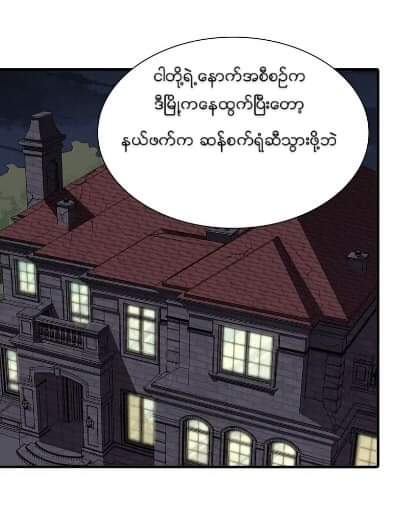 ငါတို့ရဲ့နောက်အစီစဉ်က
ဒီမြို့ကနေထွက်ပြီးတော့
နယ်ဖက်က ဆန်စက်ရုံဆီသွားဖို့ဘဲ